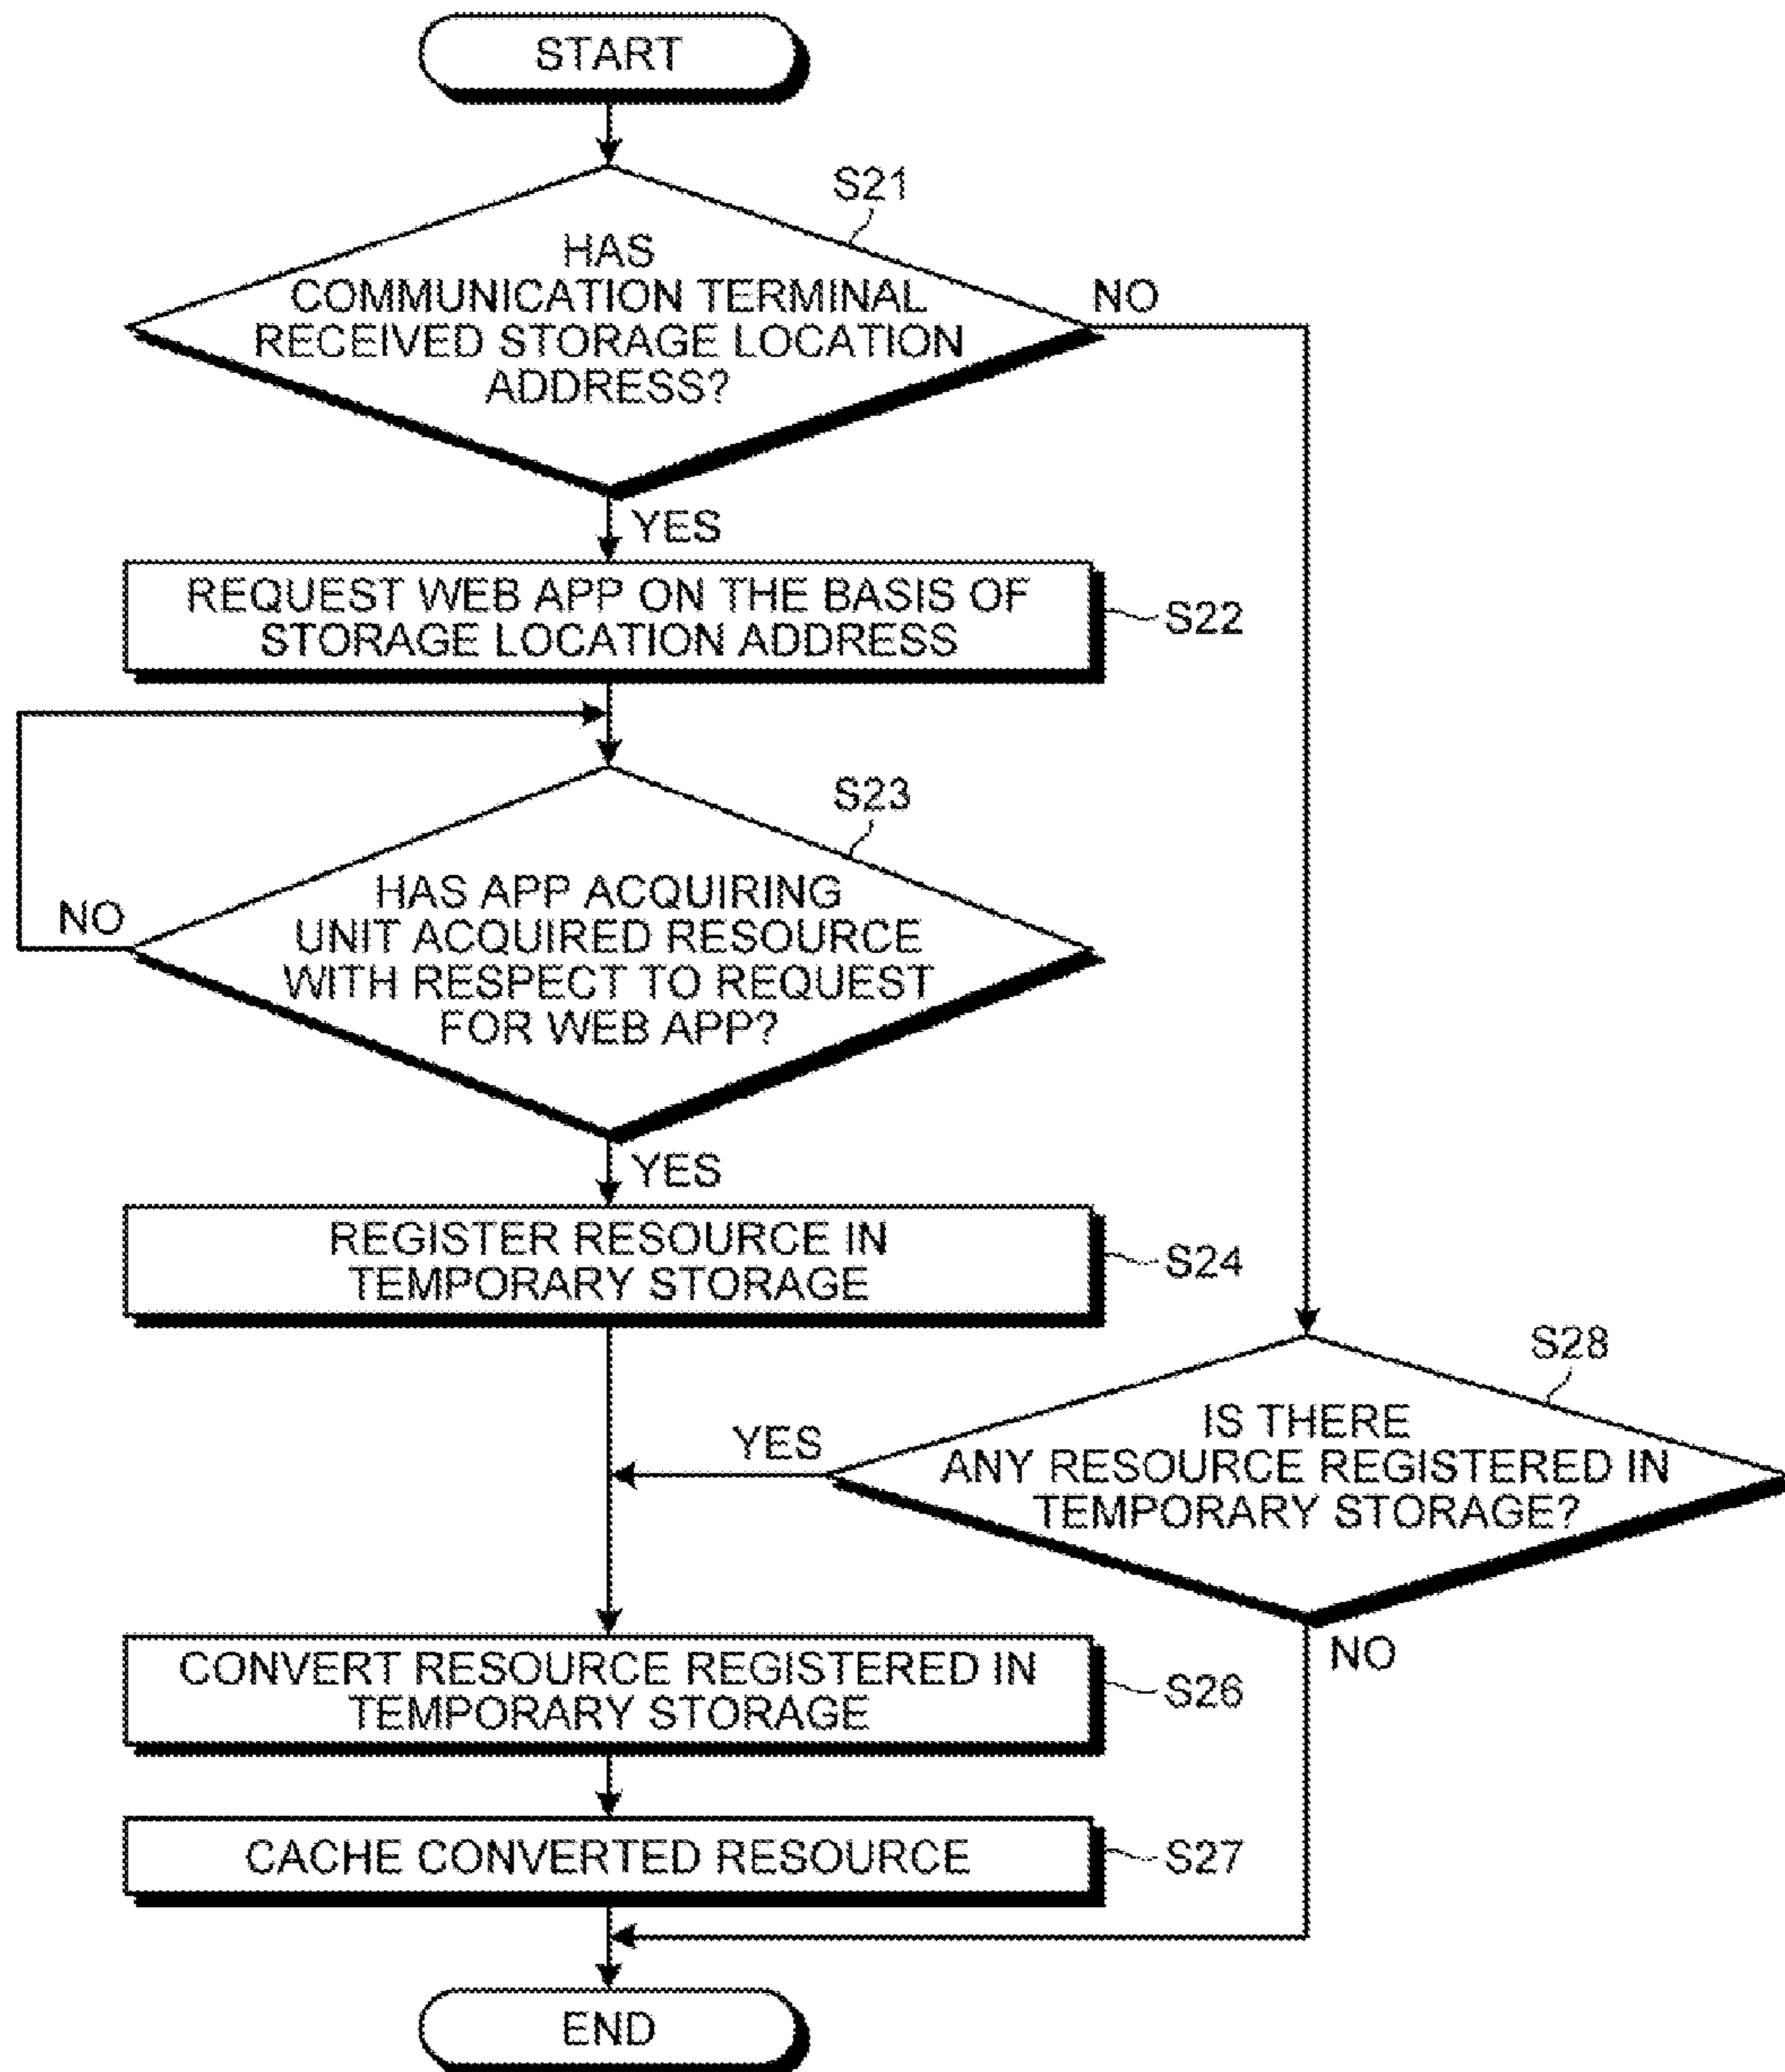 START
S21
HAS
COMMUNICATION TERMINAL
RECEIVED STORAGE LOCATION
ADDRESS?
NO
YES
REQUEST WEB APP ON THE BASIS OF
STORAGE LOCATION ADDRESS
S22
S23
HAS APP ACQUIRING
UNIT ACQUIRED RESOURCE
WITH RESPECT TO REQUEST
FOR WEB APP?
NO
YES
REGISTER RESOURCE IN
TEMPORARY STORAGE
S24
S28
IS THERE
ANY RESOURCE REGISTERED IN
TEMPORARY STORAGE?
YES
NO
CONVERT RESOURCE REGISTERED IN
TEMPORARY STORAGE
S26
CACHE CONVERTED RESOURCE
S27
END